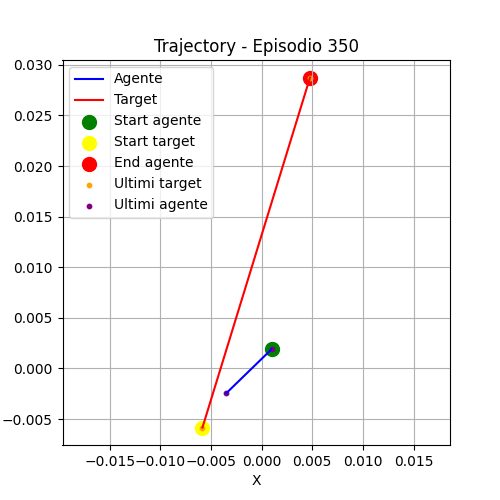 Trajectory - Episodio 350
Agente
Target
Start agente
Start target
End agente
Ultimi target
Ultimi agente
0.030
0.025
0.020
0.015
0.010
0.005
0.000
−0.005
−0.015 −0.010 −0.005 0.000 0.005 0.010 0.015
X